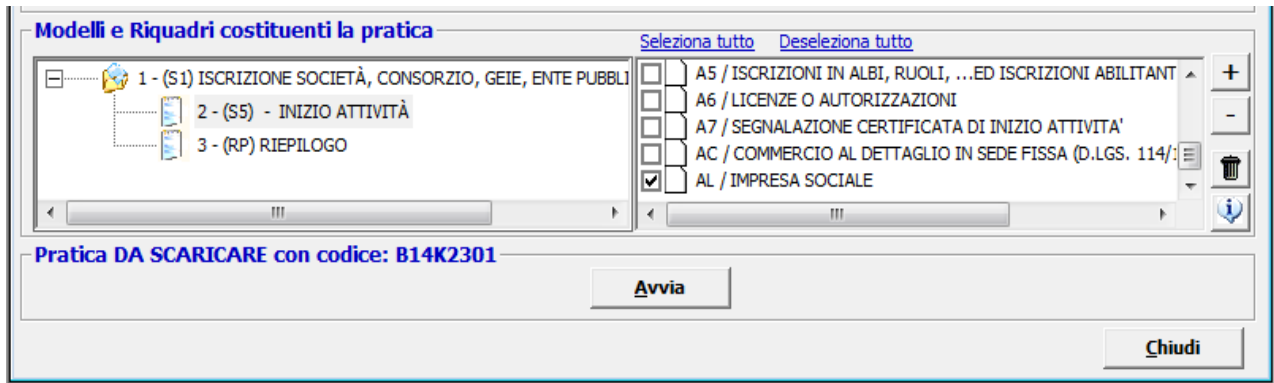 Modelli e Riquadri costituenti la pratica
Seleziona tutto Deseleziona tutto
1 - (S1) ISCRIZIONE SOCIETÀ, CONSORZIO, GEIE, ENTE PUBBLI
2 - (S5) - INIZIO ATTIVITÀ
3 - (RP) RIEPILOGO
A5 / ISCRIZIONI IN ALBI, RUOLI, ...ED ISCRIZIONI ABILITANT
A6 / LICENZE O AUTORIZZAZIONI
A7 / SEGNALAZIONE CERTIFICATA DI INIZIO ATTIVITA'
AC / COMMERCIO AL DETTAGLIO IN SEDE FISSA (D.LGS. 114/
AL / IMPRESA SOCIALE
+
-
Pratica DA SCARICARE con codice: B14K2301
Avvia
Chiudi